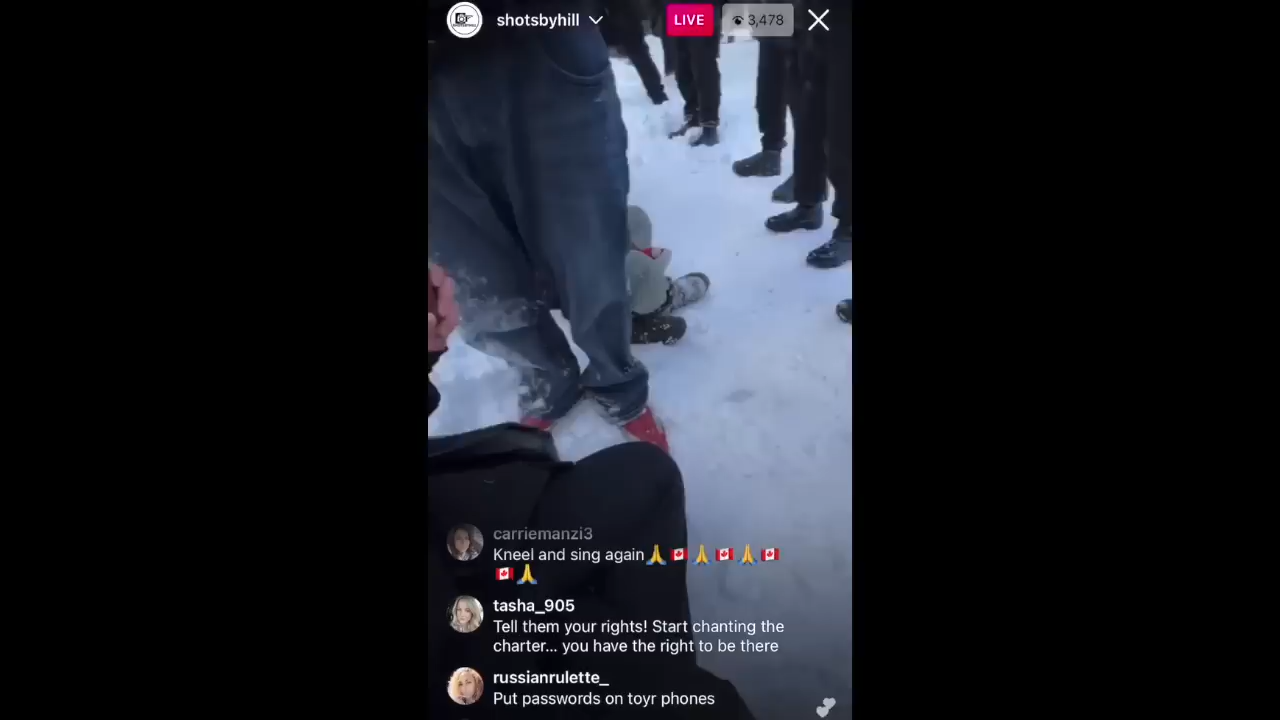 shotsbyhill
LIVE
3,478
carriemanzi3
Kneel and sing again🙏🇨🇦🙏🇨🇦🙏🇨🇦
🇨🇦🙏
tasha_905
Tell them your rights! Start chanting the
charter... you have the right to be there
russianrulette_
Put passwords on toyr phones